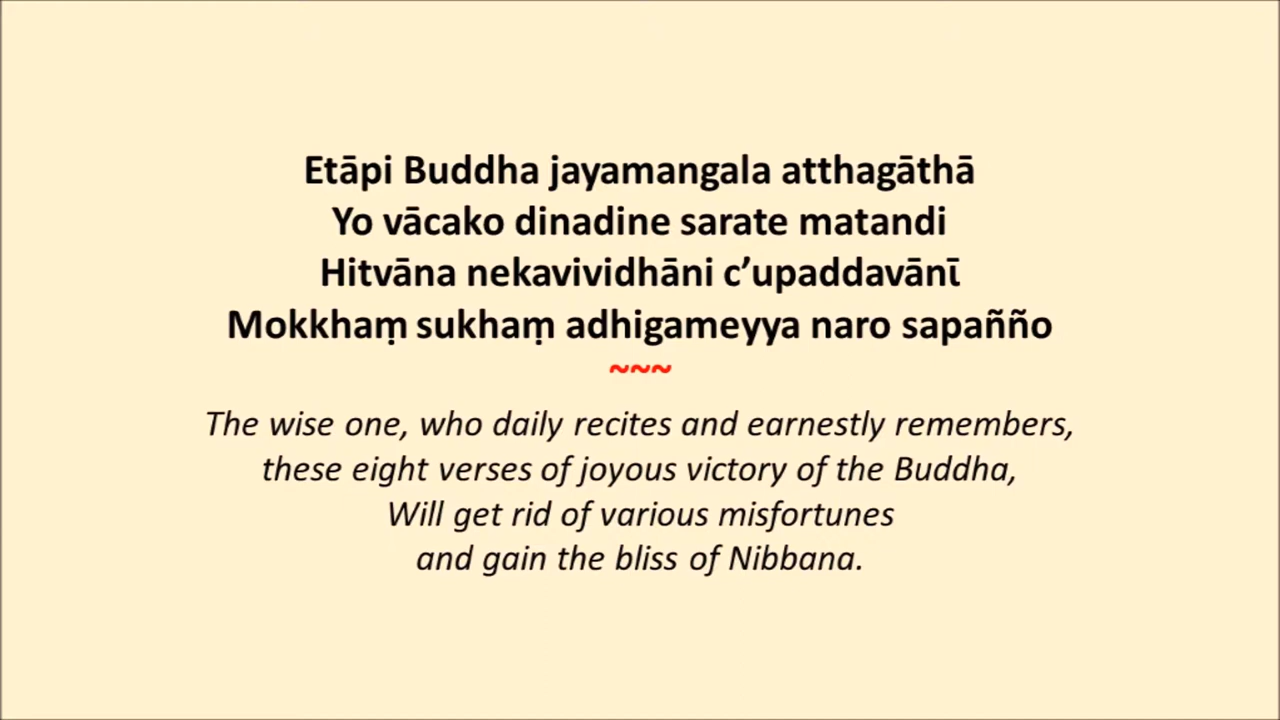 Etāpi Buddha jayamangala atthagāthā
Yo vācako dinadine sarate matandi
Hitvāna nekavividhāni c’upaddavānῑ
Mokkhaṃ sukhaṃ adhigameyya naro sapañño
~~~
The wise one, who daily recites and earnestly remembers,
these eight verses of joyous victory of the Buddha,
Will get rid of various misfortunes
and gain the bliss of Nibbana.